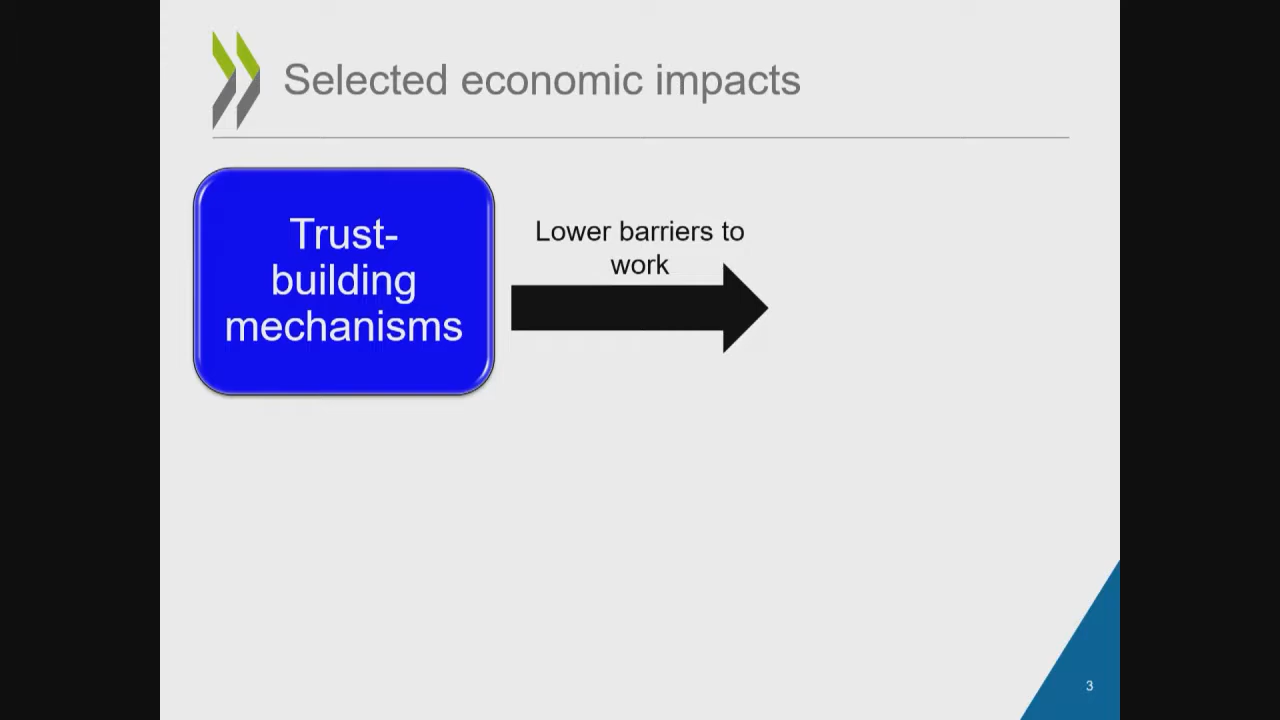 Selected economic impacts
Trust-
building
mechanisms
Lower barriers to
work
3